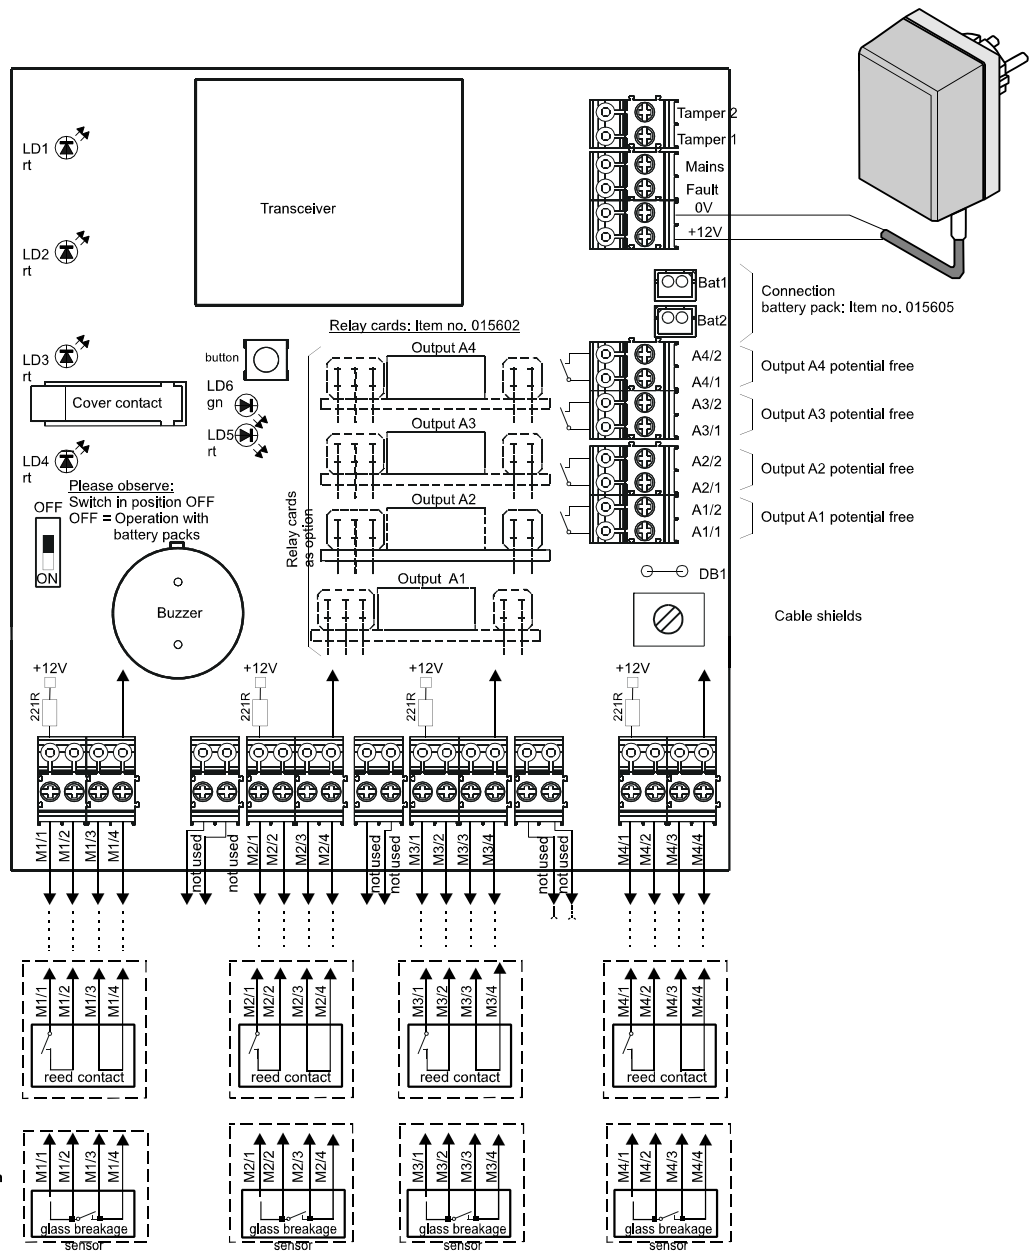 Tamper 2
Tamper 1
Mains
Fault
0V
+12V
LD1
rt
Transceiver
LD2
rt
Bat1
Bat2
Connection
battery pack: Item no. 015605
Relay cards: Item no. 015602
LD3
rt
button
Output A4
A4/2
A4/1
Output A4 potential free
LD6
gn
Cover contact
Output A3
A3/2
A3/1
Output A3 potential free
LD5
rt
LD4
rt
A2/2
A2/1
Output A2 potential free
Please observe:
Switch in position OFF
OFF = Operation with
battery packs
OFF
ON
Output A2
A1/2
A1/1
Output A1 potential free
Relay cards
as option
Output A1
DB1
Buzzer
Cable shields
+12V
+12V
+12V
+12V
221R
221R
221R
221R
M1/1
M1/2
M1/3
M1/4
not used
not used
M2/1
M2/2
M2/3
M2/4
not used
not used
M3/1
M3/2
M3/3
M3/4
not used
not used
M4/1
M4/2
M4/3
M4/4
M1/1
M1/2
M1/3
M1/4
reed contact
M2/1
M2/2
M2/3
M2/4
reed contact
M3/1
M3/2
M3/3
M3/4
reed contact
M4/1
M4/2
M4/3
M4/4
reed contact
M1/1
M1/2
M1/3
M1/4
glass breakage
sensor
M2/1
M2/2
M2/3
M2/4
glass breakage
sensor
M3/1
M3/2
M3/3
M3/4
glass breakage
sensor
M4/1
M4/2
M4/3
M4/4
glass breakage
sensor